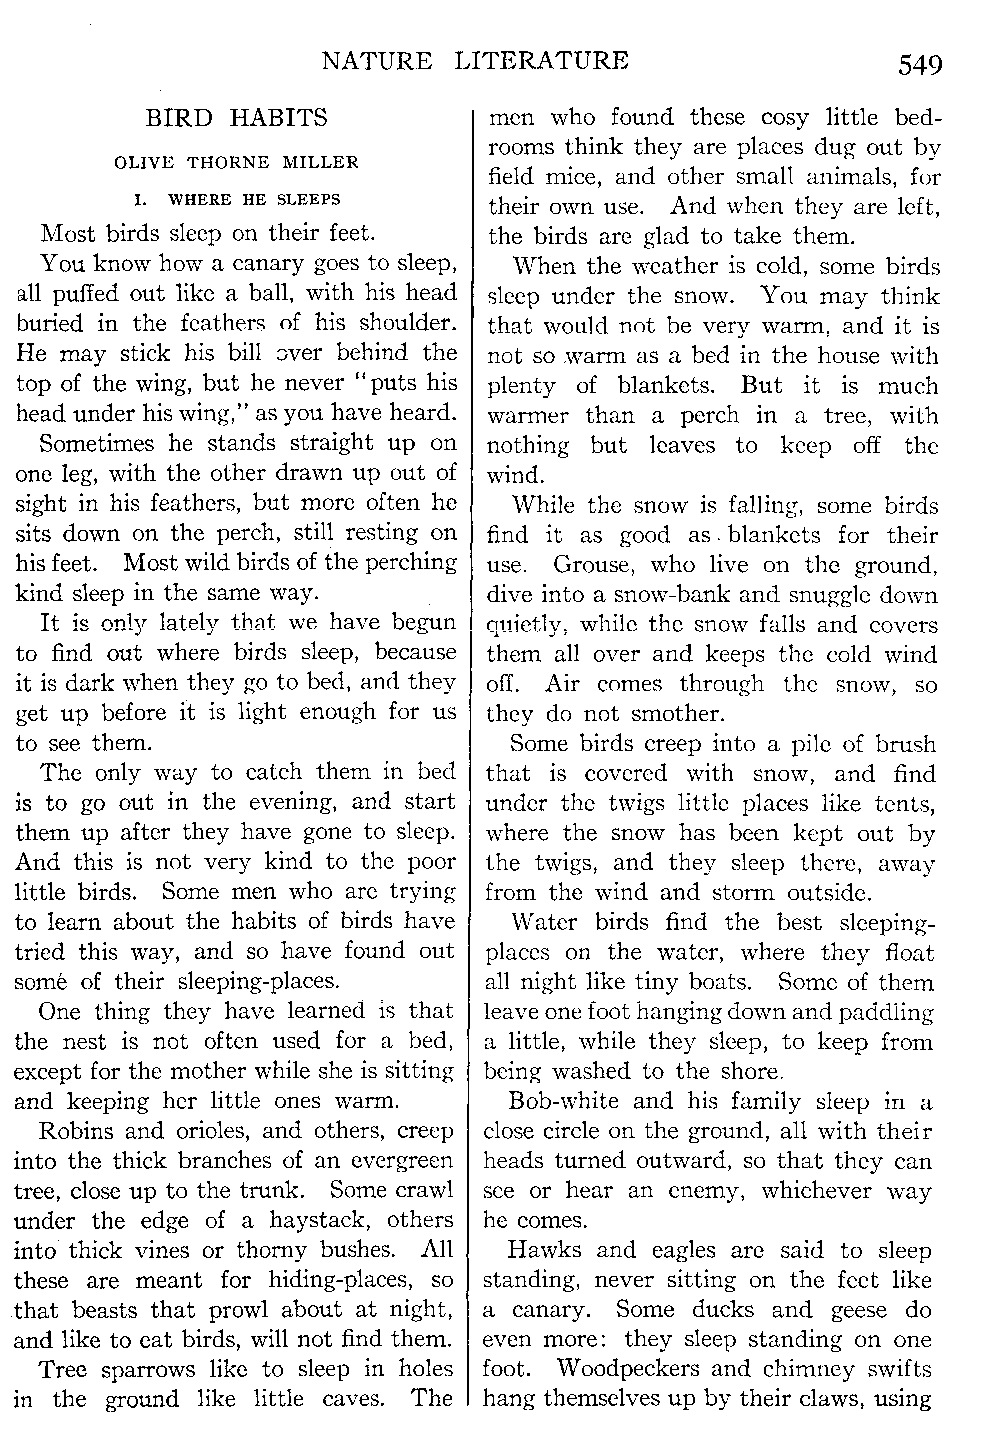 NATURE LITERATURE 549
BIRD HABITS
OLIVE THORNE MILLER
I. WHERE HE SLEEPS
Most birds sleep on their feet.
You know how a canary goes to sleep,
all puffed out like a ball, with his head
buried in the feathers of his shoulder.
He may stick his bill over behind the
top of the wing, but he never "puts his
head under his wing," as you have heard.
Sometimes he stands straight up on
one leg, with the other drawn up out of
sight in his feathers, but more often he
sits down on the perch, still resting on
his feet. Most wild birds of the perching
kind sleep in the same way.
It is only lately that we have begun
to find out where birds sleep, because
it is dark when they go to bed, and they
get up before it is light enough for us
to see them.
The only way to catch them in bed
is to go out in the evening, and start
them up after they have gone to sleep.
And this is not very kind to the poor
little birds. Some men who are trying
to learn about the habits of birds have
tried this way, and so have found out
some of their sleeping-places.
One thing they have learned is that
the nest is not often used for a bed,
except for the mother while she is sitting
and keeping her little ones warm.
Robins and orioles, and others, creep
into the thick branches of an evergreen
tree, close up to the trunk. Some crawl
under the edge of a haystack, others
into thick vines or thorny bushes. All
these are meant for hiding-places, so
that beasts that prowl about at night,
and like to eat birds, will not find them.
Tree sparrows like to sleep in holes
in the ground like little caves. The
men who found these cosy little bed-
rooms think they are places dug out by
field mice, and other small animals, for
their own use. And when they are left,
the birds are glad to take them.
When the weather is cold, some birds
sleep under the snow. You may think
that would not be very warm, and it is
not so warm as a bed in the house with
plenty of blankets. But it is much
warmer than a perch in a tree, with
nothing but leaves to keep off the
wind.
While the snow is falling, some birds
find it as good as blankets for their
use. Grouse, who live on the ground,
dive into a snow-bank and snuggle down
quietly, while the snow falls and covers
them all over and keeps the cold wind
off. Air comes through the snow, so
they do not smother.
Some birds creep into a pile of brush
that is covered with snow, and find
under the twigs little places like tents,
where the snow has been kept out by
the twigs, and they sleep there, away
from the wind and storm outside.
Water birds find the best sleeping-
places on the water, where they float
all night like tiny boats. Some of them
leave one foot hanging down and paddling
a little, while they sleep, to keep from
being washed to the shore.
Bob-white and his family sleep in a
close circle on the ground, all with their
heads turned outward, so that they can
see or hear an enemy, whichever way
he comes.
Hawks and eagles are said to sleep
standing, never sitting on the feet like
a canary. Some ducks and geese do
even more: they sleep standing on one
foot. Woodpeckers and chimney swifts
hang themselves up by their claws, using